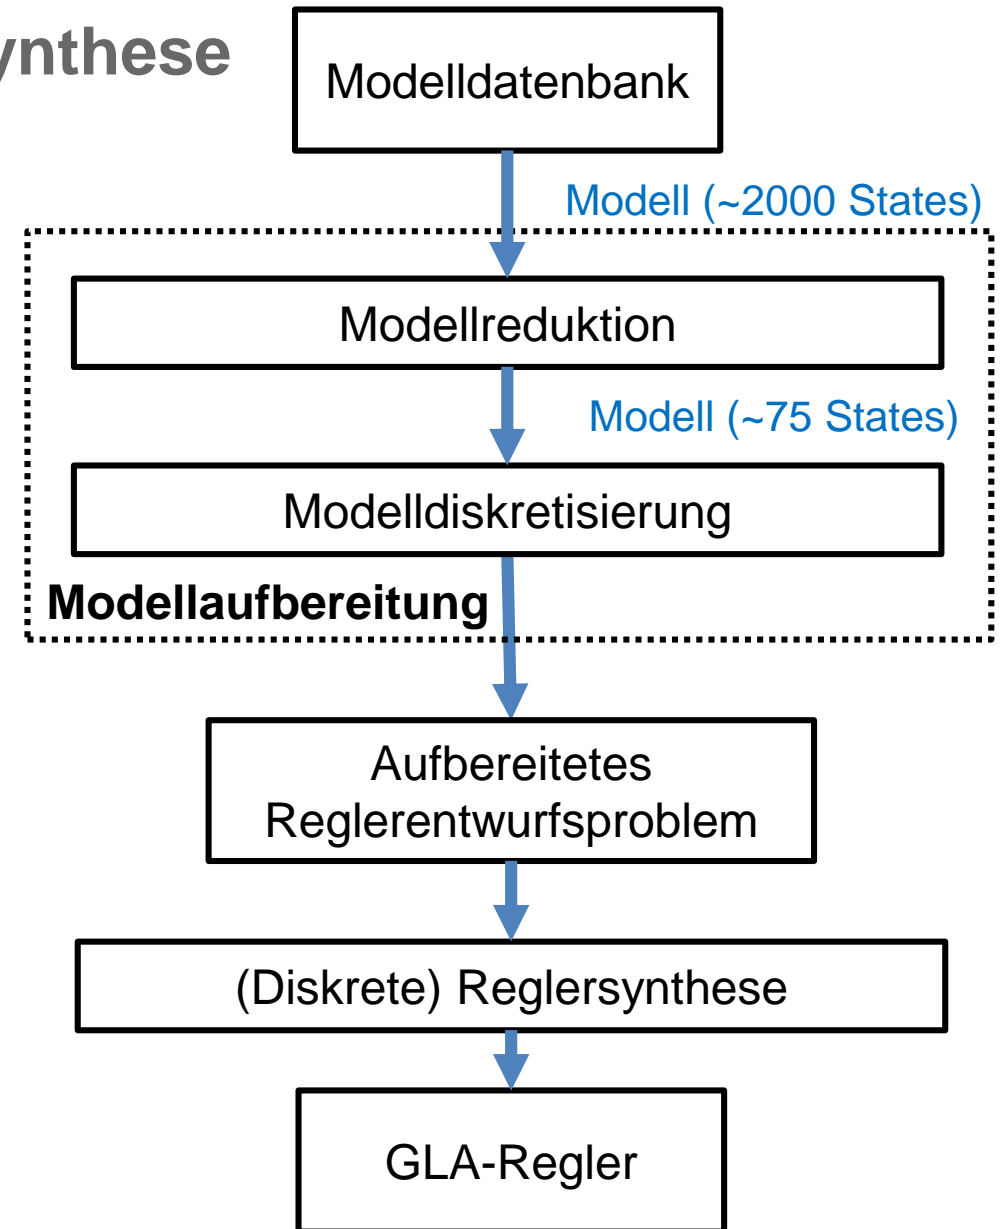 ynthese
Modelldatenbank
Modell (~2000 States)
Modellreduktion
Modell (~75 States)
Modelldiskretisierung
Modellaufbereitung
Aufbereitetes
Reglerentwurfsproblem
(Diskrete) Reglersynthese
GLA-Regler